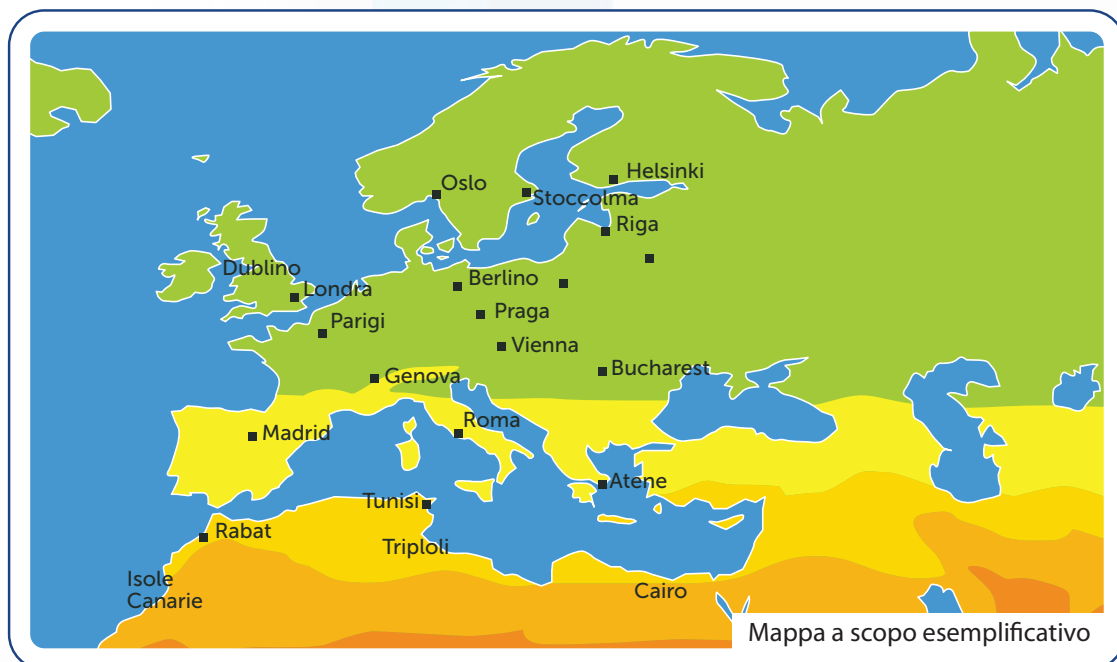 Helsinki
Oslo
Stoccolma
Riga
Dublino
Berlino
Londra
Praga
Parigi
Vienna
Bucharest
Genova
Roma
Madrid
Atene
Tunisi
Rabat
Triploli
Isole
Canarie
Cairo
Mappa a scopo esemplificativo